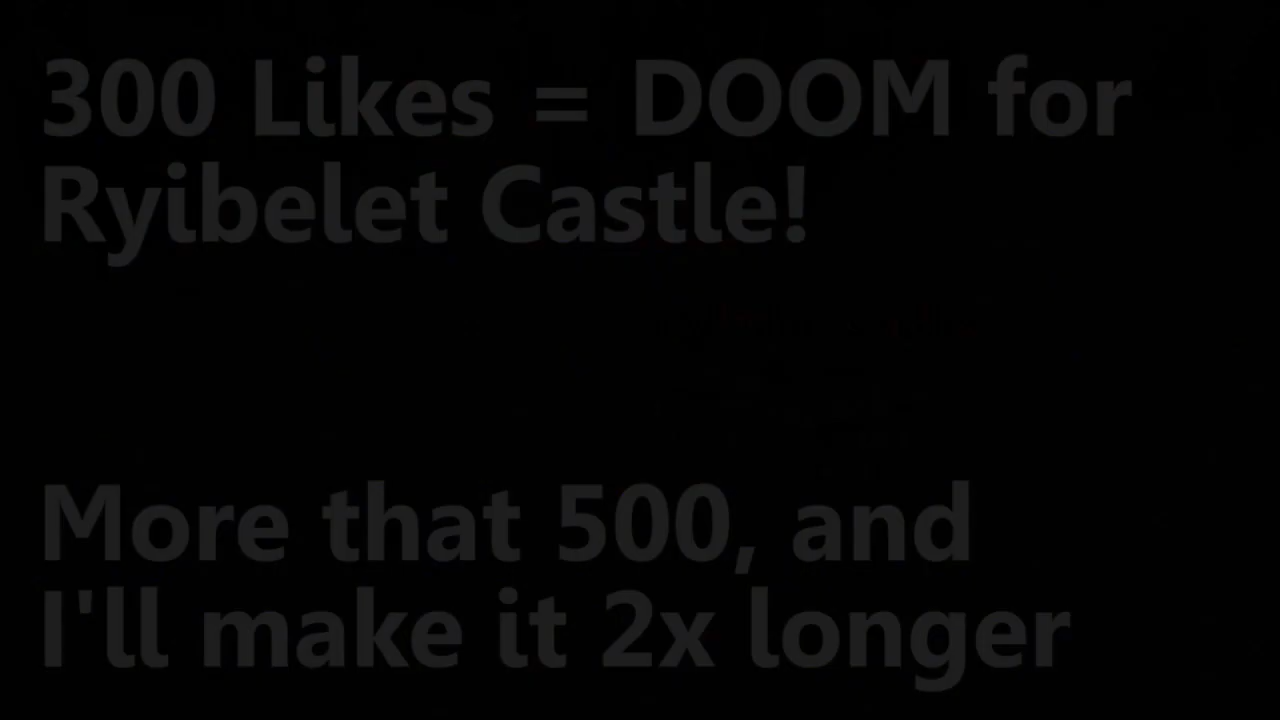 300 Likes = DOOM for
Ryibelet Castle!
More that 500, and
I'll make it 2x longer